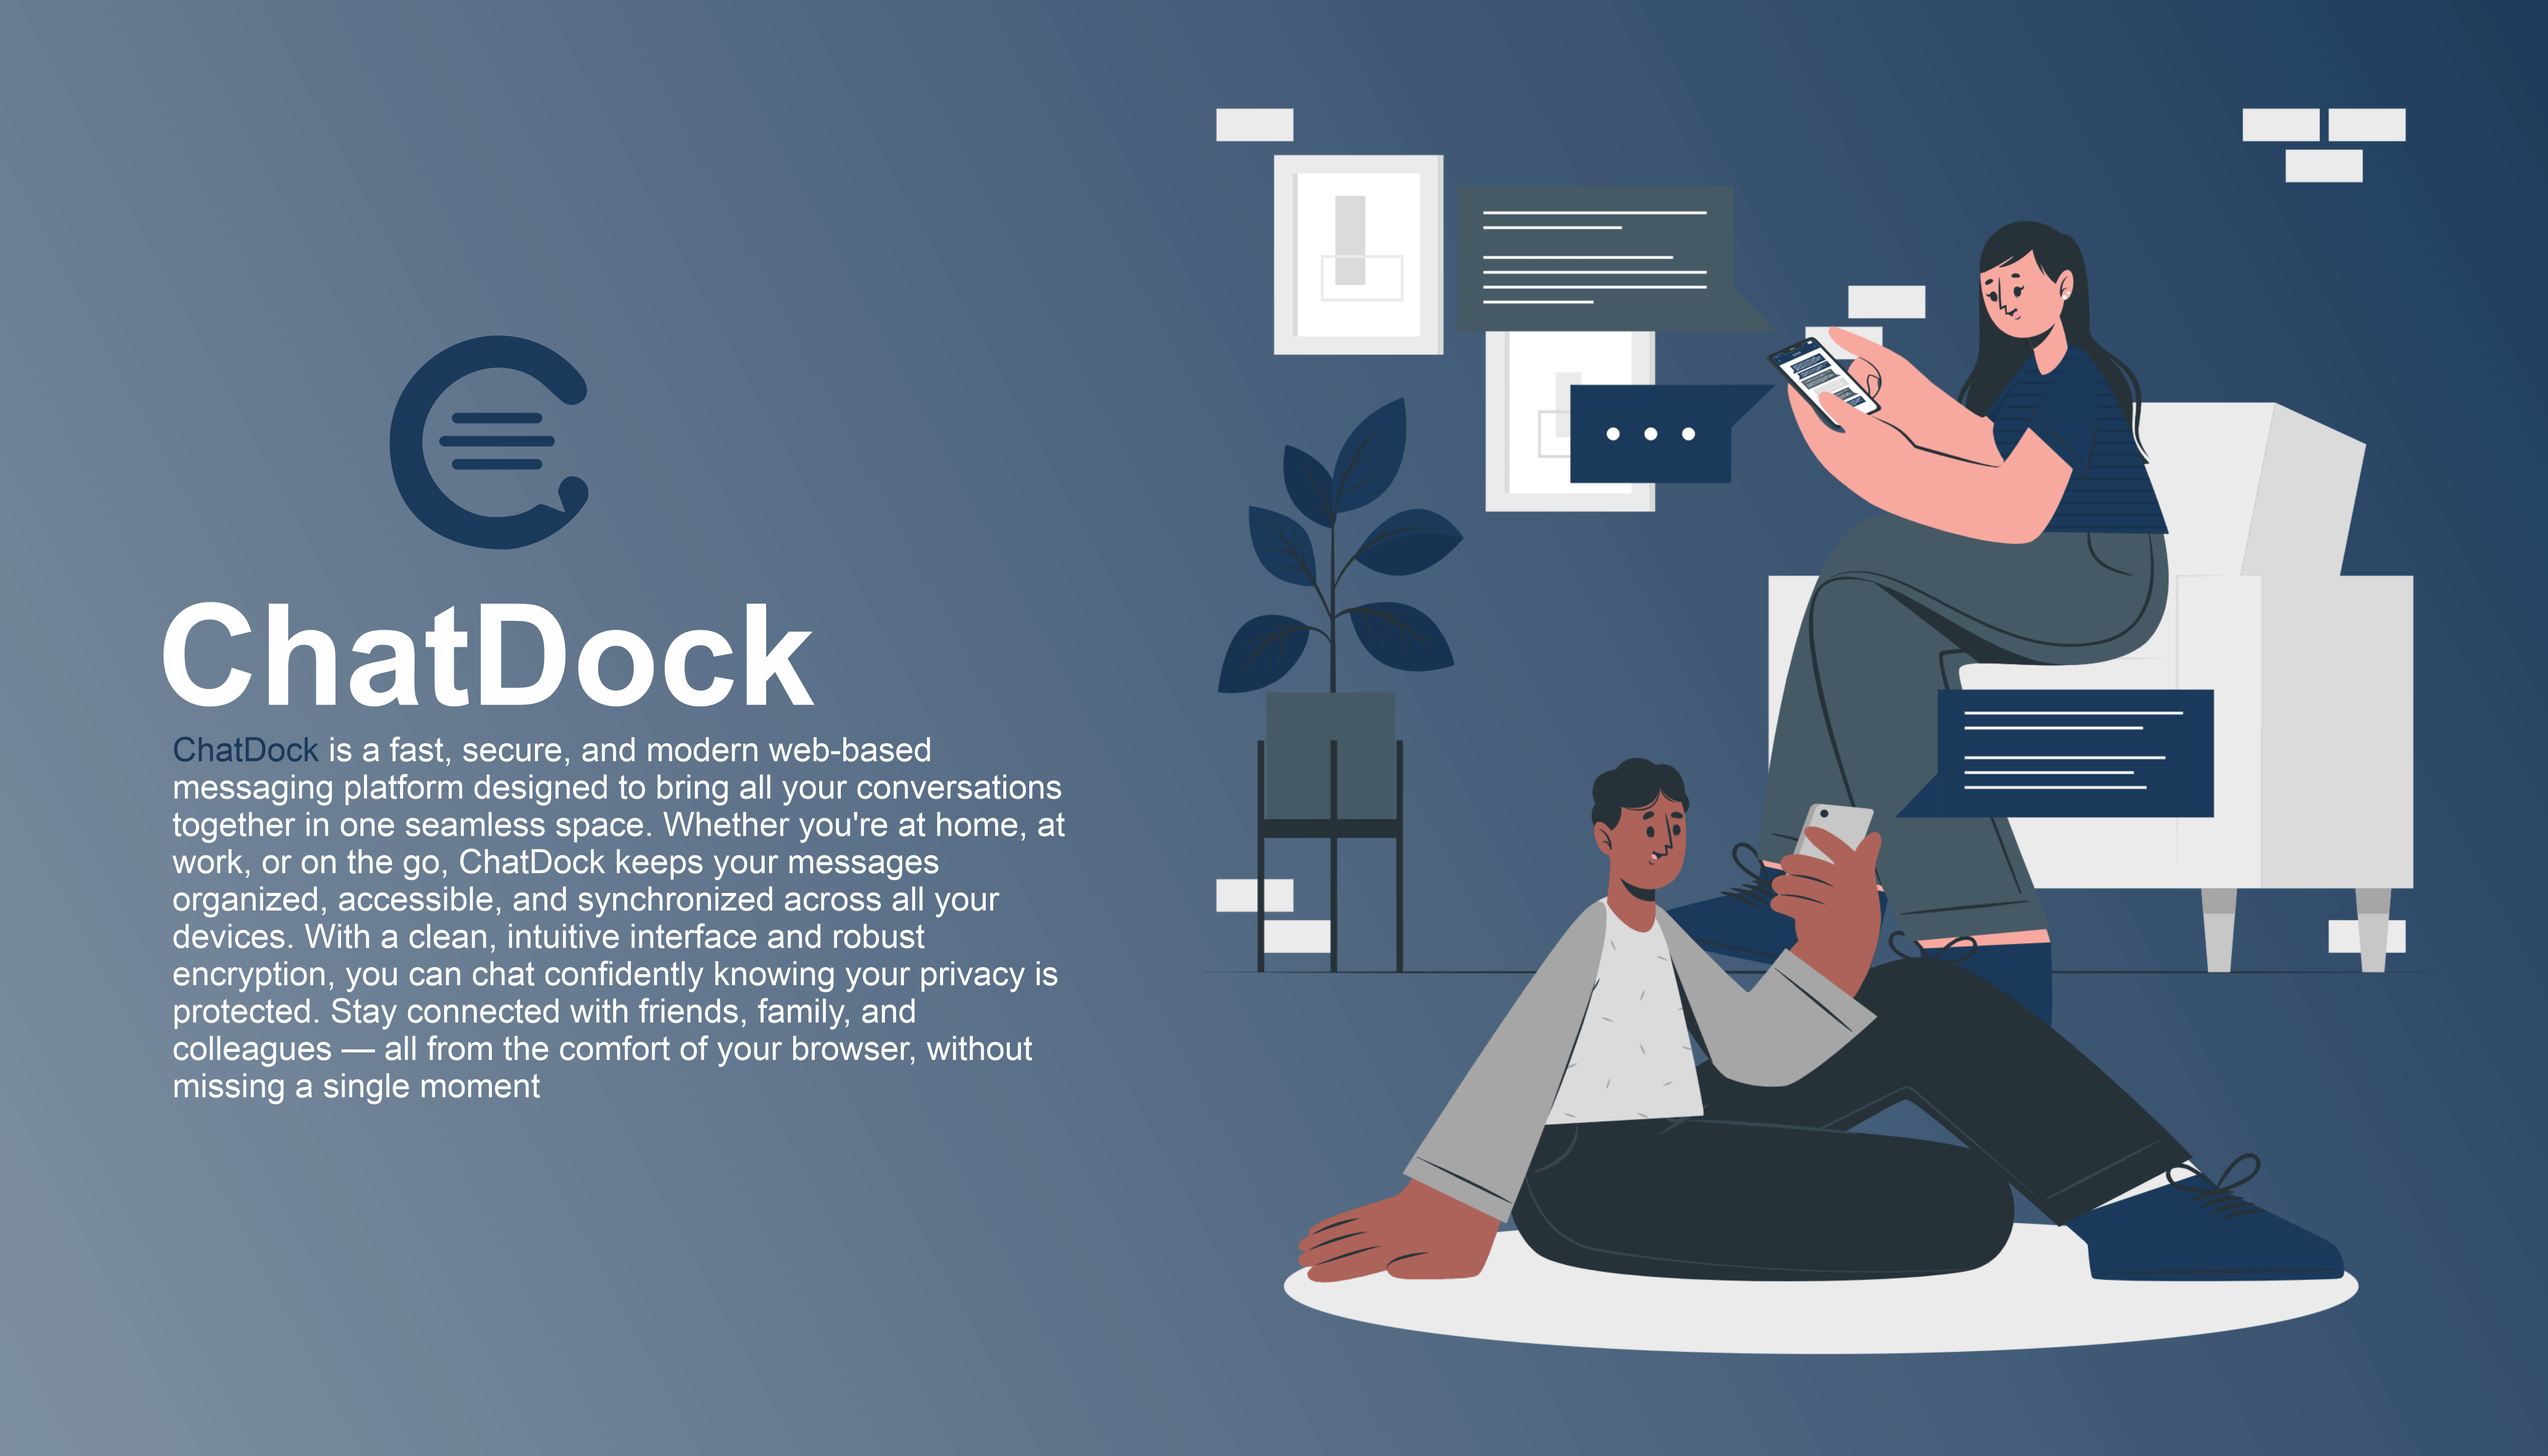 ChatDock
ChatDock is a fast, secure, and modern web-based
messaging platform designed to bring all your conversations
together in one seamless space. Whether you're at home, at
work, or on the go, ChatDock keeps your messages
organized, accessible, and synchronized across all your
devices. With a clean, intuitive interface and robust
encryption, you can chat confidently knowing your privacy is
protected. Stay connected with friends, family, and
colleagues — all from the comfort of your browser, without
missing a single moment